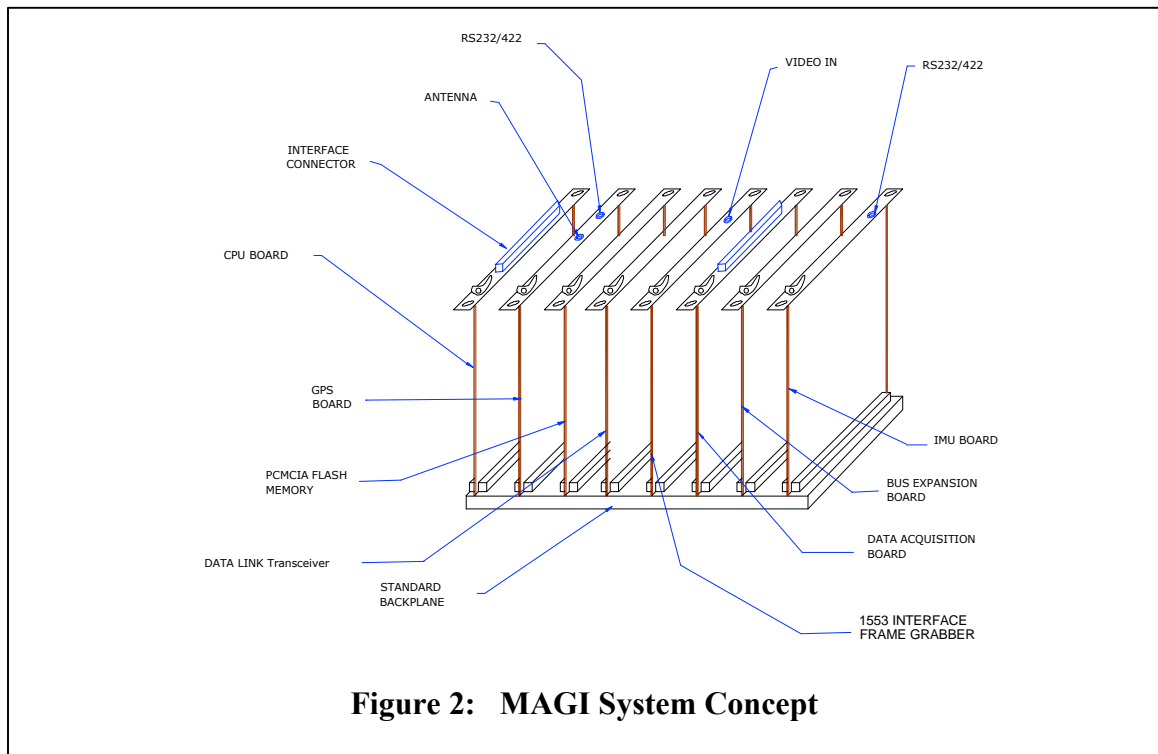 RS232/422
VIDEO IN
RS232/422
ANTENNA
INTERFACE
CONNECTOR
CPU BOARD
GPS
BOARD
IMU BOARD
PCMCIA FLASH
MEMORY
BUS EXPANSION
BOARD
DATA ACQUISITION
BOARD
DATA LINK Transceiver
STANDARD
BACKPLANE
1553 INTERFACE
FRAME GRABBER
Figure 2: MAGI System Concept